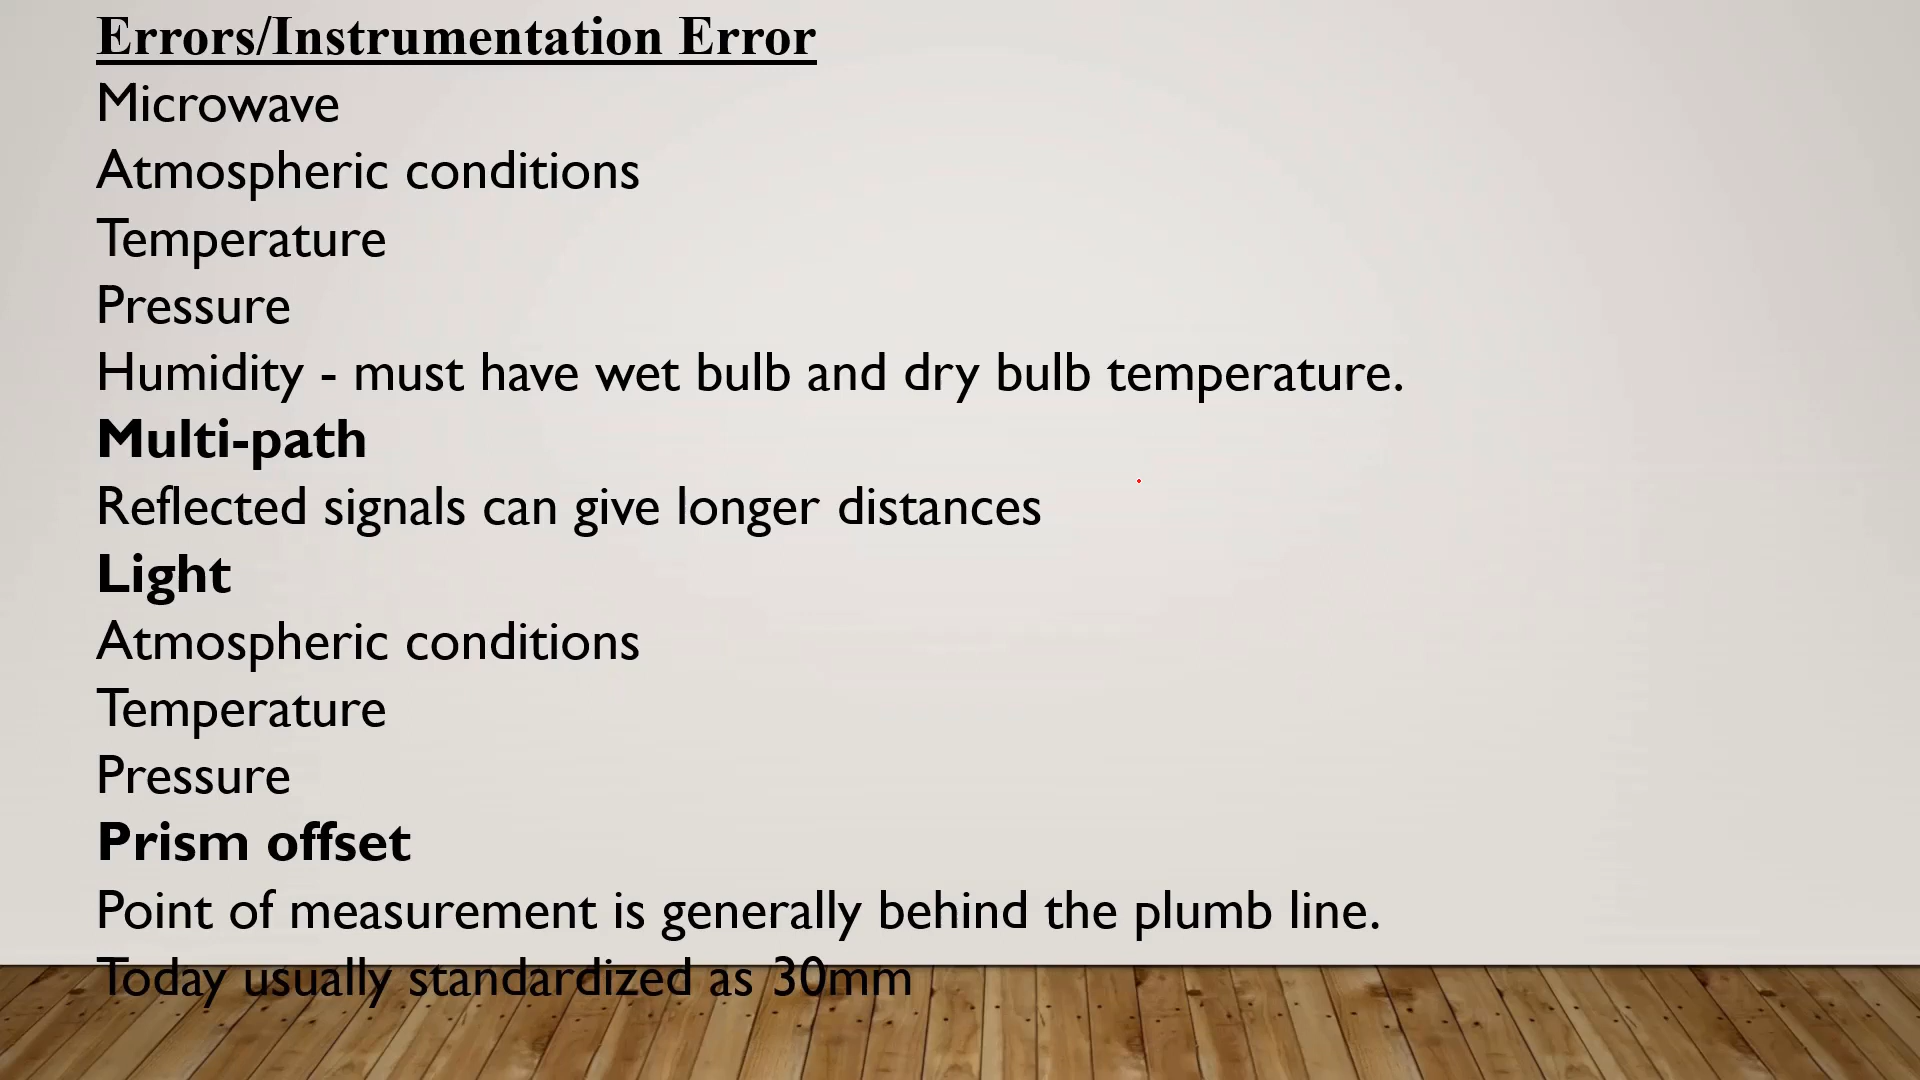 Errors/Instrumentation Error
Microwave
Atmospheric conditions
Temperature
Pressure
Humidity - must have wet bulb and dry bulb temperature.
Multi-path
Reflected signals can give longer distances
Light
Atmospheric conditions
Temperature
Pressure
Prism offset
Point of measurement is generally behind the plumb line.
Today usually standardized as 30mm